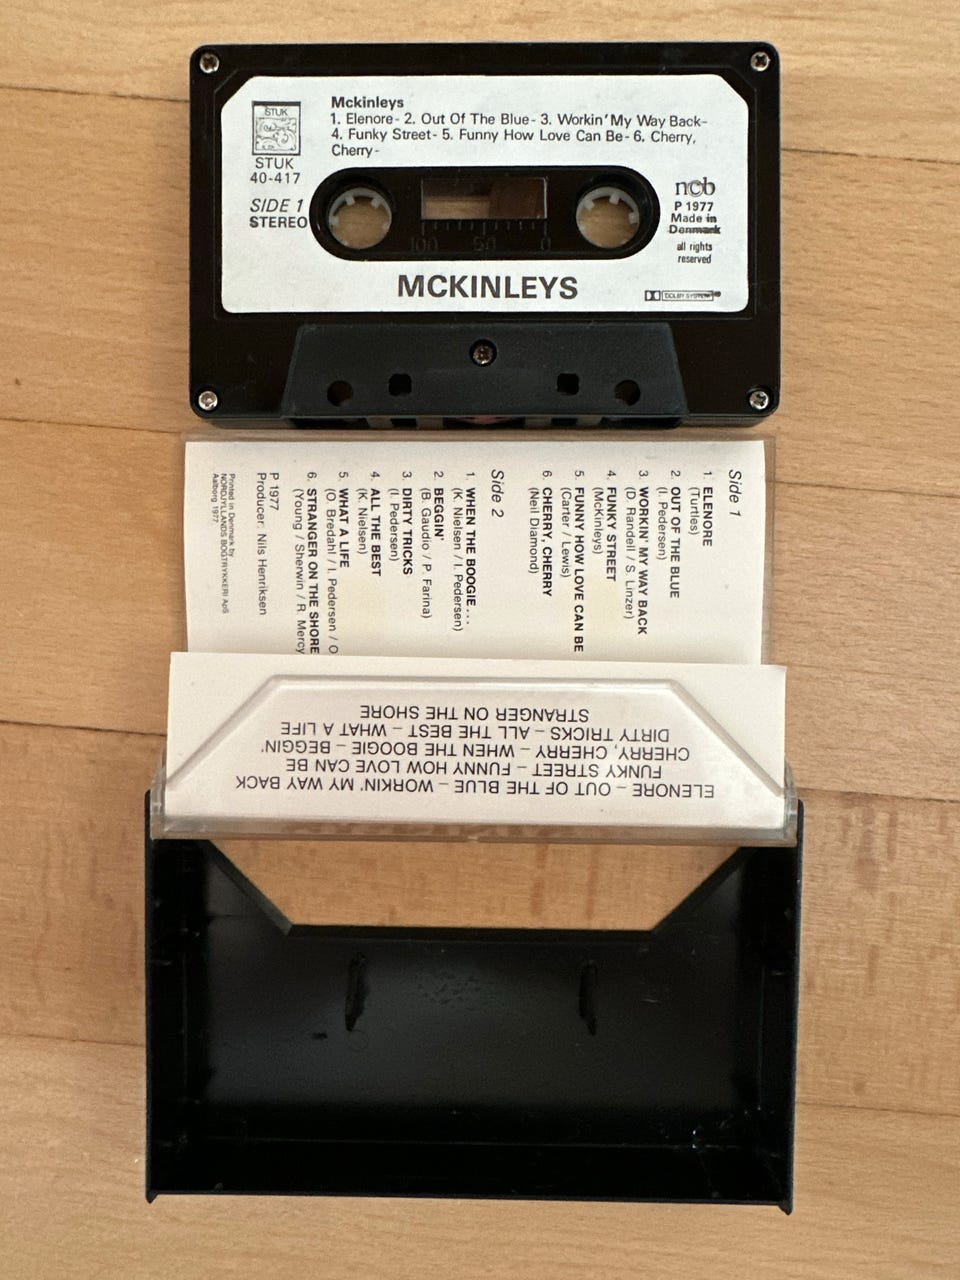 STUK
STUK
40-417
SIDE 1
STEREO
Mckinleys
1. Elenore- 2. Out Of The Blue- 3. Workin' My Way Back-
4. Funky Street- 5. Funny How Love Can Be- 6. Cherry,
Cherry-
ncb
P 1977
Made in
Denmark
all rights
reserved
100 50 0
MCKINLEYS
DOLBY SYSTEM
Side 1
1. ELENORE
(Turtles)
2. OUT OF THE BLUE
(I. Pedersen)
3. WORKIN' MY WAY BACK
(D. Randell / S. Linzer)
4. FUNKY STREET
(McKinleys)
5. FUNNY HOW LOVE CAN BE
(Carter / Lewis)
6. CHERRY, CHERRY
(Neil Diamond)
Side 2
1. WHEN THE BOOGIE...
(K. Nielsen / I. Pedersen)
2. BEGGIN'
(B. Gaudio / P. Farina)
3. DIRTY TRICKS
(I. Pedersen)
4. ALL THE BEST
(K. Nielsen)
5. WHAT A LIFE
(O. Bredahl / I. Pedersen / O
6. STRANGER ON THE SHORE
(Young / Sherwin / R. Mercy
P 1977
Producer: Nils Henriksen
Printed in Denmark by
NORDJYLLANDS BOGTRYKKERI ApS
Aalborg 1977
ELENORE – OUT OF THE BLUE – WORKIN' MY WAY BACK
FUNKY STREET – FUNNY HOW LOVE CAN BE
CHERRY, CHERRY – WHEN THE BOOGIE – BEGGIN'
DIRTY TRICKS – ALL THE BEST – WHAT A LIFE
STRANGER ON THE SHORE